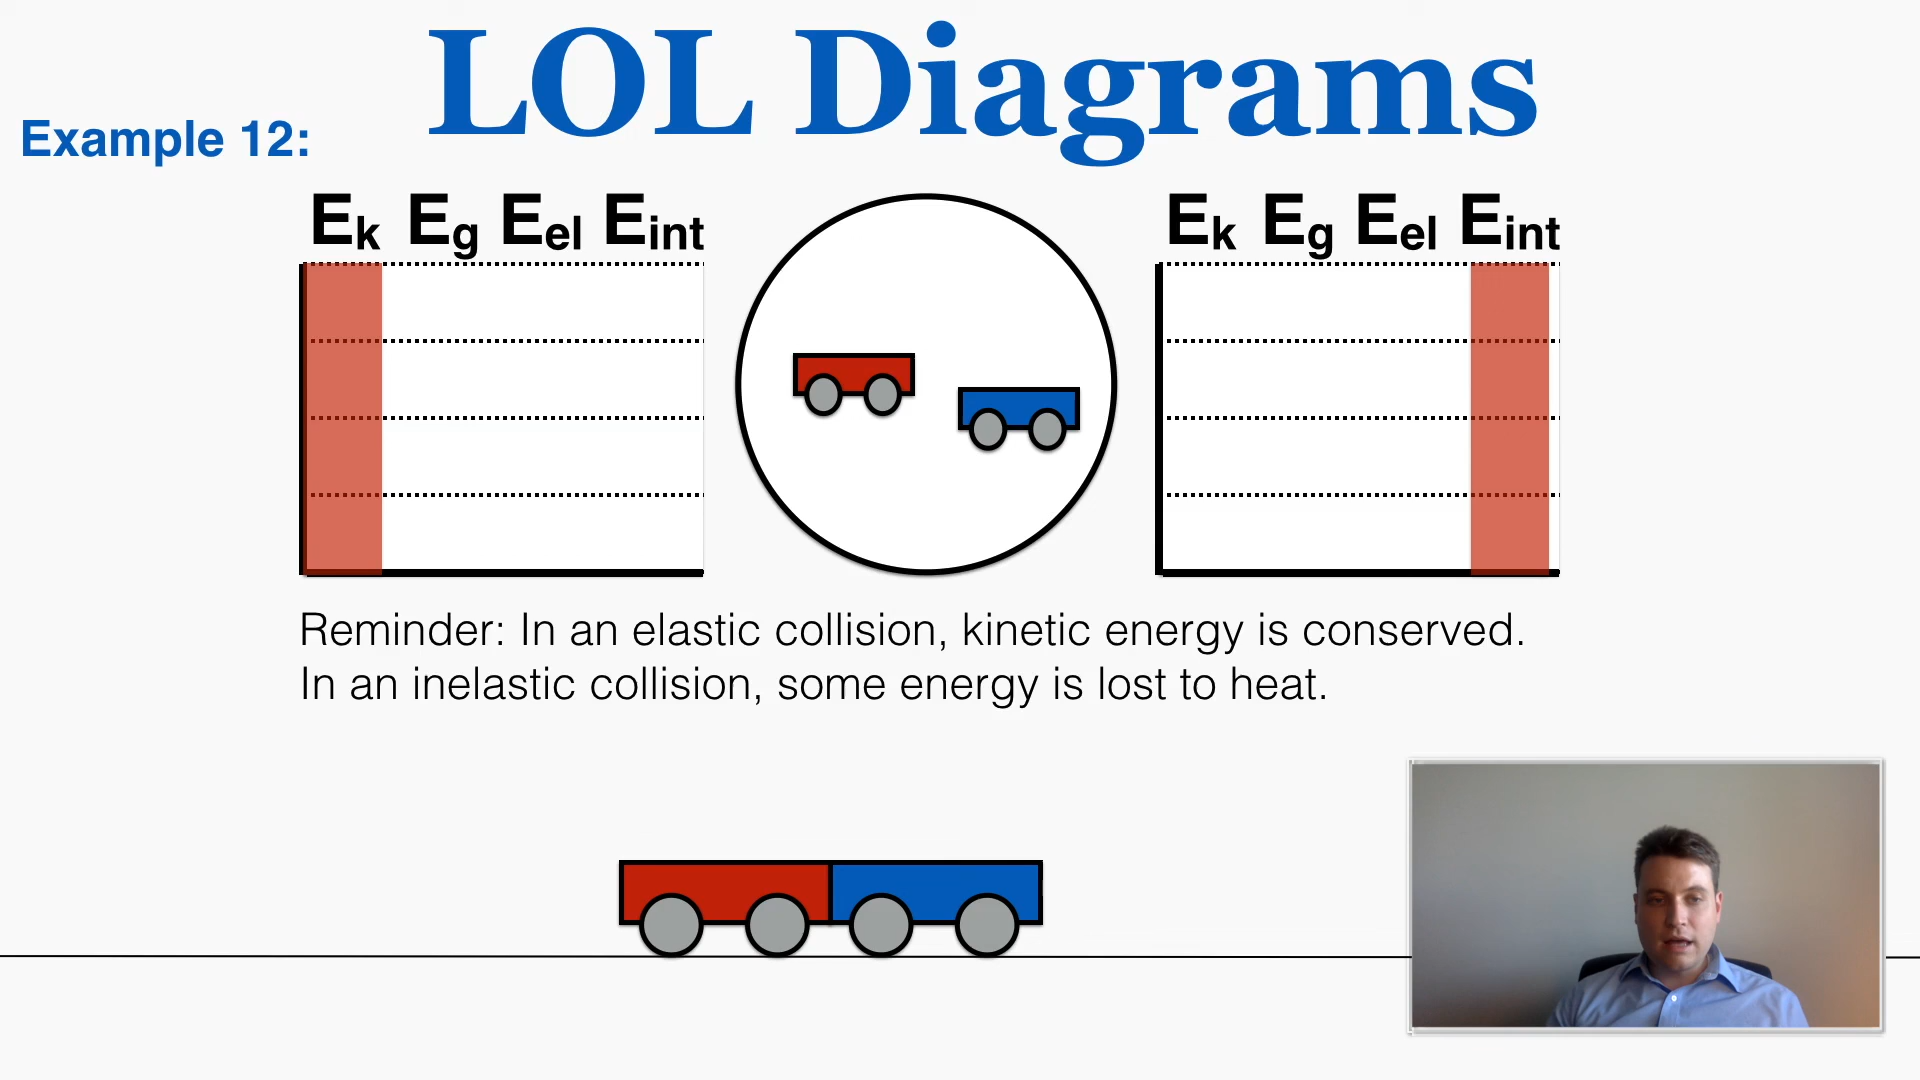 LOL Diagrams
Example 12:
Ek Eg Eel Eint
Ek Eg Eel Eint
Reminder: In an elastic collision, kinetic energy is conserved.
In an inelastic collision, some energy is lost to heat.